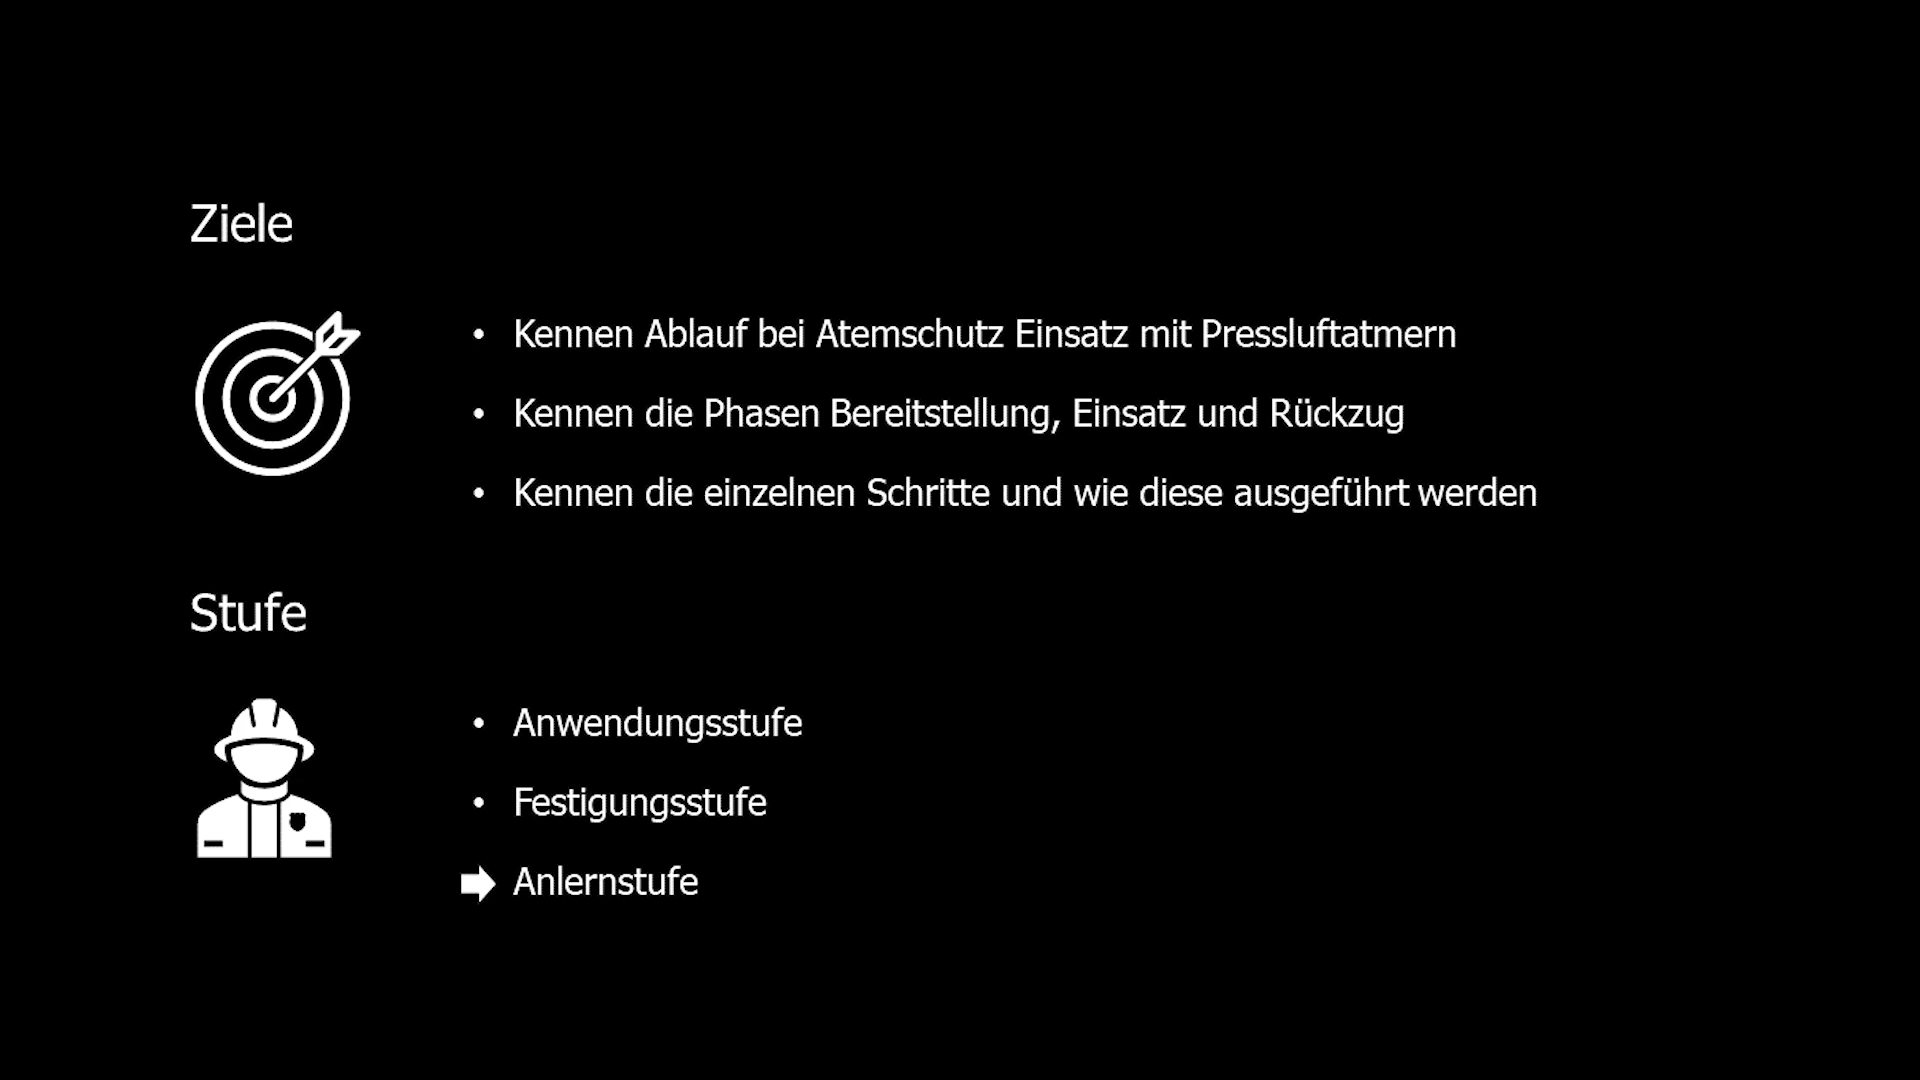 Ziele
• Kennen Ablauf bei Atemschutz Einsatz mit Pressluftatmern
• Kennen die Phasen Bereitstellung, Einsatz und Rückzug
• Kennen die einzelnen Schritte und wie diese ausgeführt werden
Stufe
• Anwendungsstufe
• Festigungsstufe
Anlernstufe